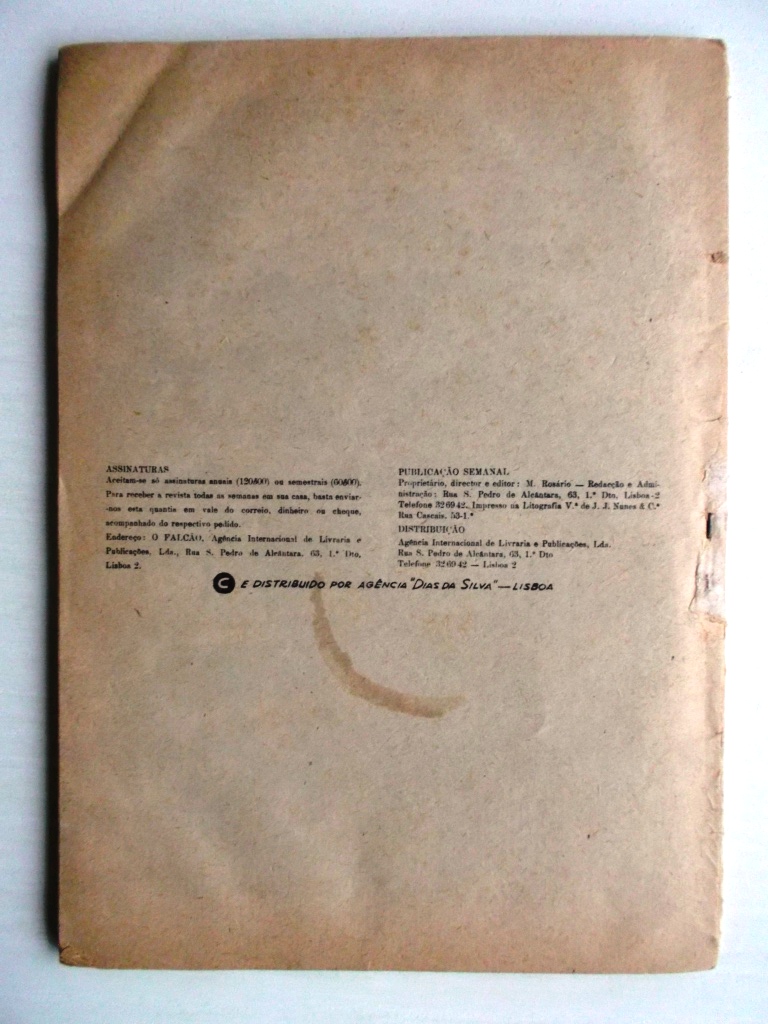 ASSINATURAS
Aceitam-se só assinaturas anuais (120$00) ou semestrais (60$00).
Para receber a revista todas as semanas em sua casa, basta enviar-
-nos esta quantia em vale do correio, dinheiro ou cheque,
acompanhado do respectivo pedido.
Endereço: O FALCÃO, Agência Internacional de Livraria e
Publicações, Lda., Rua S. Pedro de Alcântara, 63, 1.º Dto,
Lisboa 2.
PUBLICAÇÃO SEMANAL
Proprietário, director e editor: M. Rosário — Redacção e Admi-
nistração: Rua S. Pedro de Alcântara, 63, 1.º Dto, Lisboa-2
Telefone 32 69 42. Impresso na Litografia V.ª de J. J. Nunes & C.ª
Rua Cascais, 53-1.º
DISTRIBUIÇÃO
Agência Internacional de Livraria e Publicações, Lda.
Rua S. Pedro de Alcântara, 63, 1.º Dto
Telefone 32 69 42 — Lisboa 2
C E DISTRIBUIDO POR AGÊNCIA "DIAS DA SILVA" — LISBOA